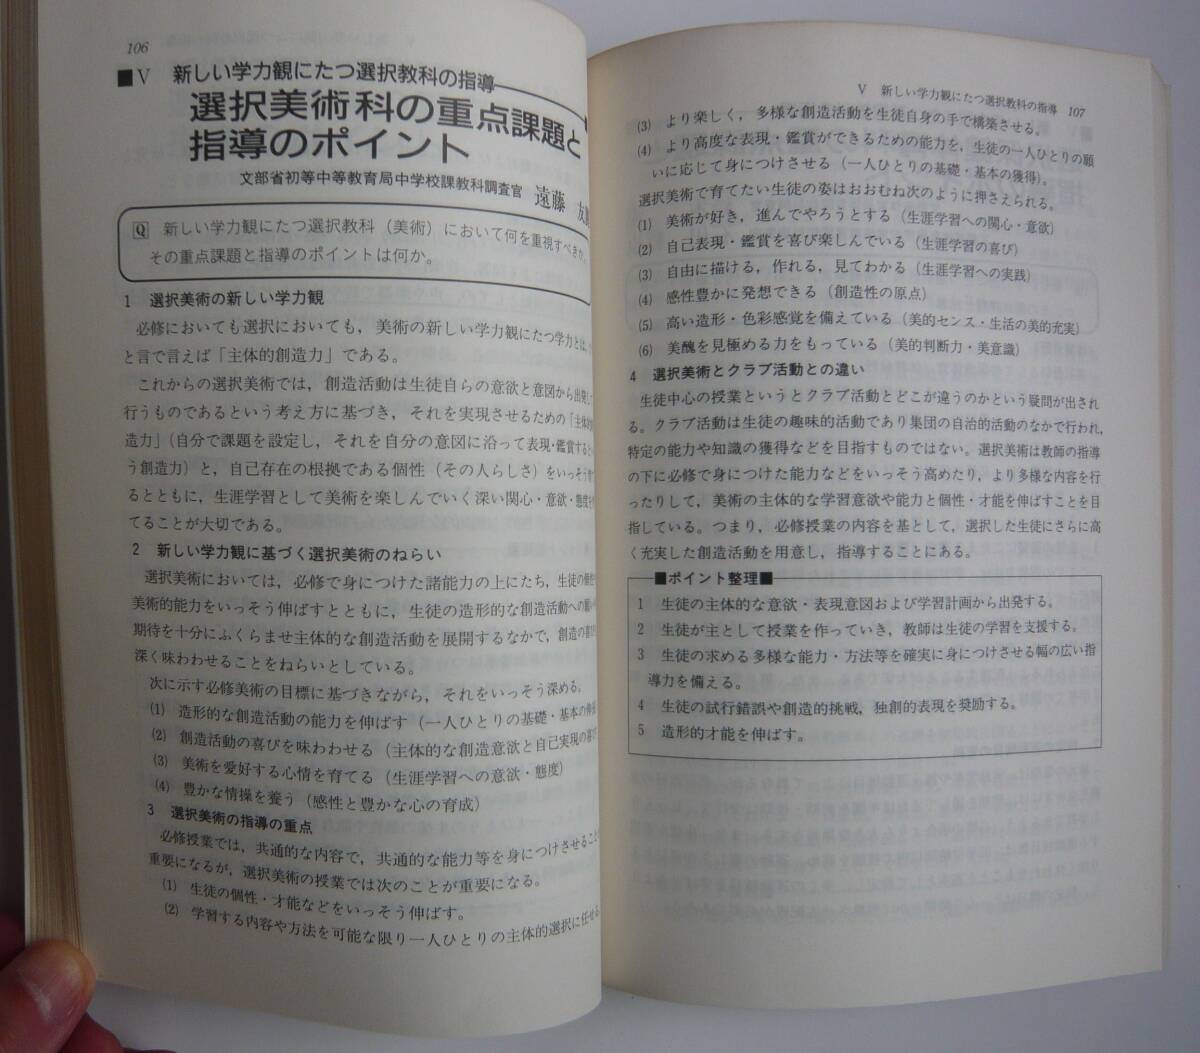 106
■Ⅴ 新しい学力観にたつ選択教科の指導
選択美術科の重点課題と
指導のポイント
文部省初等中等教育局中学校課教科調査官 遠藤 友
Q 新しい学力観にたつ選択教科(美術)において何を重視すべきか。
その重点課題と指導のポイントは何か。
1 選択美術の新しい学力観
必修においても選択においても,美術の新しい学力観にたつ学力とは,
と言で言えば「主体的創造力」である。
これからの選択美術では,創造活動は生徒自らの意欲と意図から出発し
行うものであるという考え方に基づき,それを実現させるための「主体的
造力」(自分で課題を設定し,それを自分の意図に沿って表現・鑑賞すると
う創造力)と,自己存在の根拠である個性(その人らしさ)をいっそう
るとともに,生涯学習として美術を楽しんでいく深い関心・意欲・態度を
てることが大切である。
2 新しい学力観に基づく選択美術のねらい
選択美術においては,必修で身につけた諸能力の上にたち,生徒の個性
美術的能力をいっそう伸ばすとともに,生徒の造形的な創造活動への
期待を十分にふくらませ主体的な創造活動を展開するなかで,創造の喜び
深く味わわせることをねらいとしている。
次に示す必修美術の目標に基づきながら,それをいっそう深める。
(1) 造形的な創造活動の能力を伸ばす(一人ひとりの基礎・基本の伸
(2) 創造活動の喜びを味わわせる(主体的な創造意欲と自己実現の喜び
(3) 美術を愛好する心情を育てる(生涯学習への意欲・態度)
(4) 豊かな情操を養う(感性と豊かな心の育成)
3 選択美術の指導の重点
必修授業では,共通的な内容で,共通的な能力等を身につけさせること
重要になるが,選択美術の授業では次のことが重要になる。
(1) 生徒の個性・才能などをいっそう伸ばす。
(2) 学習する内容や方法を可能な限り一人ひとりの主体的選択に任せる
Ⅴ 新しい学力観にたつ選択教科の指導 107
(3) より楽しく,多様な創造活動を生徒自身の手で構築させる。
(4) より高度な表現・鑑賞ができるための能力を,生徒の一人ひとりの願
いに応じて身につけさせる(一人ひとりの基礎・基本の獲得)。
選択美術で育てたい生徒の姿はおおむね次のように押さえられる。
(1) 美術が好き,進んでやろうとする(生涯学習への関心・意欲)
(2) 自己表現・鑑賞を喜び楽しんでいる(生涯学習の喜び)
(3) 自由に描ける,作れる,見てわかる(生涯学習への実践)
(4) 感性豊かに発想できる(創造性の原点)
(5) 高い造形・色彩感覚を備えている(美的センス・生活の美的充実)
(6) 美醜を見極める力をもっている(美的判断力・美意識)
4 選択美術とクラブ活動との違い
生徒中心の授業というとクラブ活動とどこが違うのかという疑問が出され
る。クラブ活動は生徒の趣味的活動であり集団の自治的活動のなかで行われ,
特定の能力や知識の獲得などを目指すものではない。選択美術は教師の指導
の下に必修で身につけた能力などをいっそう高めたり,より多様な内容を行
ったりして,美術の主体的な学習意欲や能力と個性・才能を伸ばすことを目
指している。つまり,必修授業の内容を基として,選択した生徒にさらに高
く充実した創造活動を用意し,指導することにある。
■ポイント整理■
1 生徒の主体的な意欲・表現意図および学習計画から出発する。
2 生徒が主として授業を作っていき,教師は生徒の学習を支援する。
3 生徒の求める多様な能力・方法等を確実に身につけさせる幅の広い指
導力を備える。
4 生徒の試行錯誤や創造的挑戦,独創的表現を奨励する。
5 造形的才能を伸ばす。